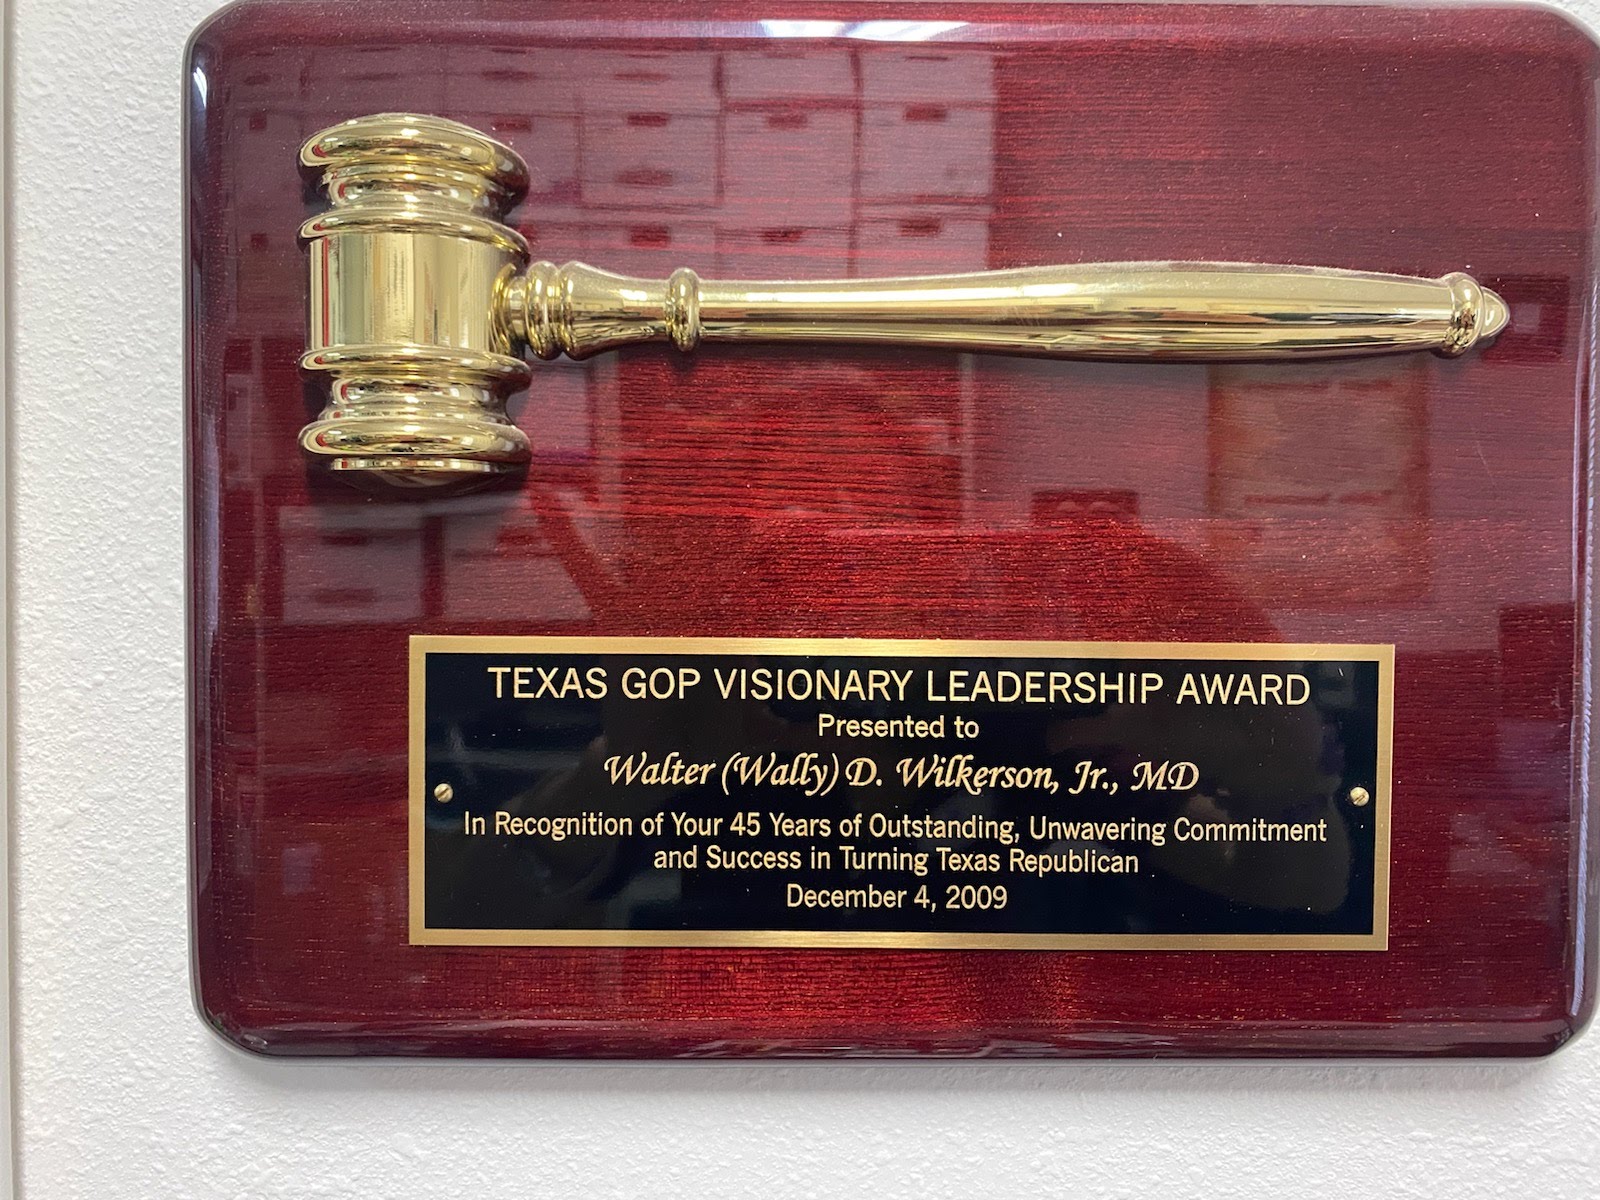 TEXAS GOP VISIONARY LEADERSHIP AWARD
Presented to
Walter (Wally) D. Wilkerson, Jr., MD
In Recognition of Your 45 Years of Outstanding, Unwavering Commitment
and Success in Turning Texas Republican
December 4, 2009